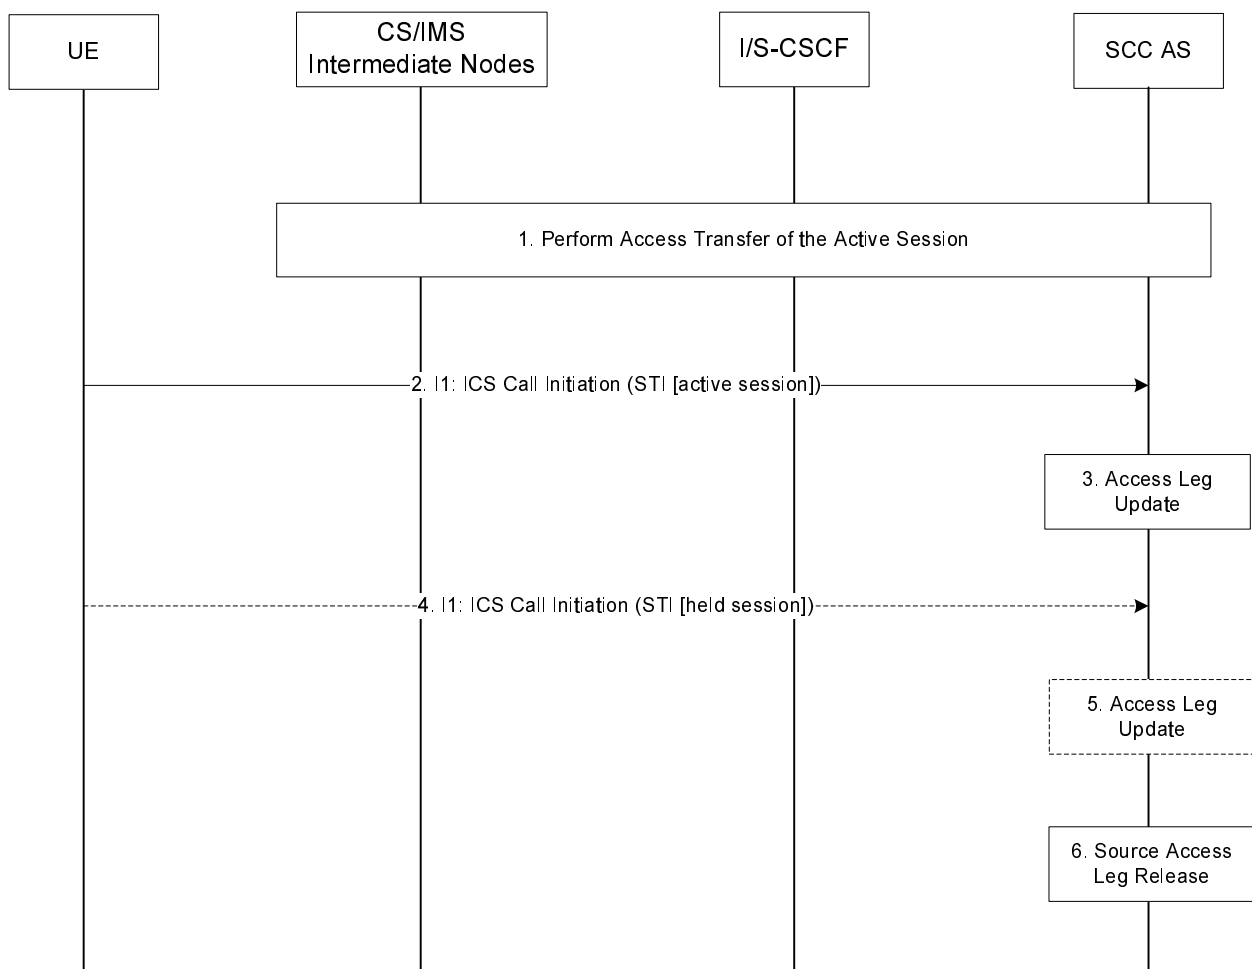 UE
CS/IMS
Intermediate Nodes
I/S-CSCF
SCC AS
1. Perform Access Transfer of the Active Session
2. I1: ICS Call Initiation (STI [active session])
3. Access Leg
Update
4. I1: ICS Call Initiation (STI [held session])
5. Access Leg
Update
6. Source Access
Leg Release